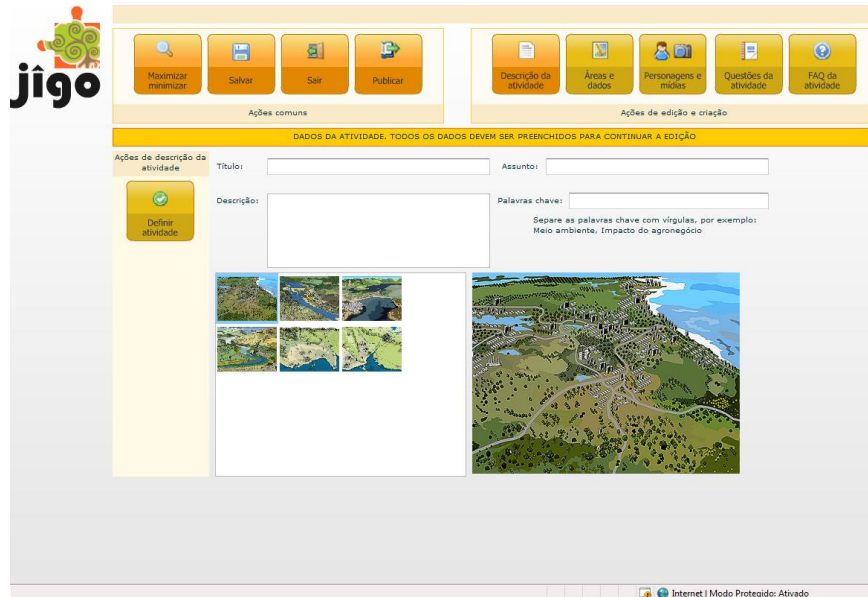 jîgo
Maximizar
minimizar
Salvar
Sair
Publicar
Ações comuns
Descrição da
atividade
Áreas e
dados
Personagens e
mídias
Questões da
atividade
FAQ da
atividade
Ações de edição e criação
DADOS DA ATIVIDADE. TODOS OS DADOS DEVEM SER PREENCHIDOS PARA CONTINUAR A EDIÇÃO
Ações de descrição da
atividade
Definir
atividade
Título:
Assunto:
Descrição:
Palavras chave:
Separe as palavras chave com vírgulas, por exemplo:
Meio ambiente, Impacto do agronegócio
Internet | Modo Protegido: Ativado